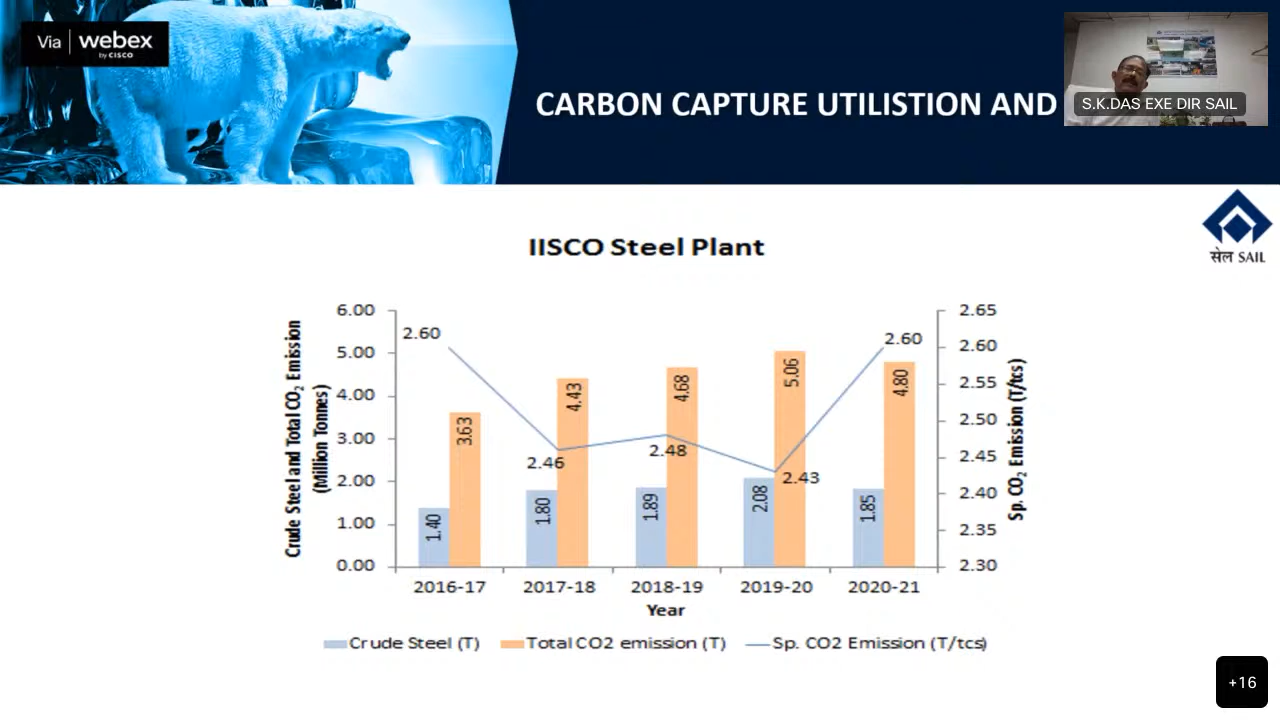 Via webex
by CISCO
CARBON CAPTURE UTILISTION AND
S.K.DAS EXE DIR SAIL
सेल SAIL
IISCO Steel Plant
Crude Steel and Total CO₂ Emission
(Million Tonnes)
6.00
5.00
4.00
3.00
2.00
1.00
0.00
2.60
2.46
2.48
2.43
2.60
1.40
3.63
1.80
4.43
1.89
4.68
2.08
5.06
1.85
4.80
2.65
2.60
2.55
2.50
2.45
2.40
2.35
2.30
Sp. CO₂ Emission (T/tcs)
2016-17 2017-18 2018-19 2019-20 2020-21
Year
Crude Steel (T) Total CO2 emission (T) Sp. CO2 Emission (T/tcs)
+16